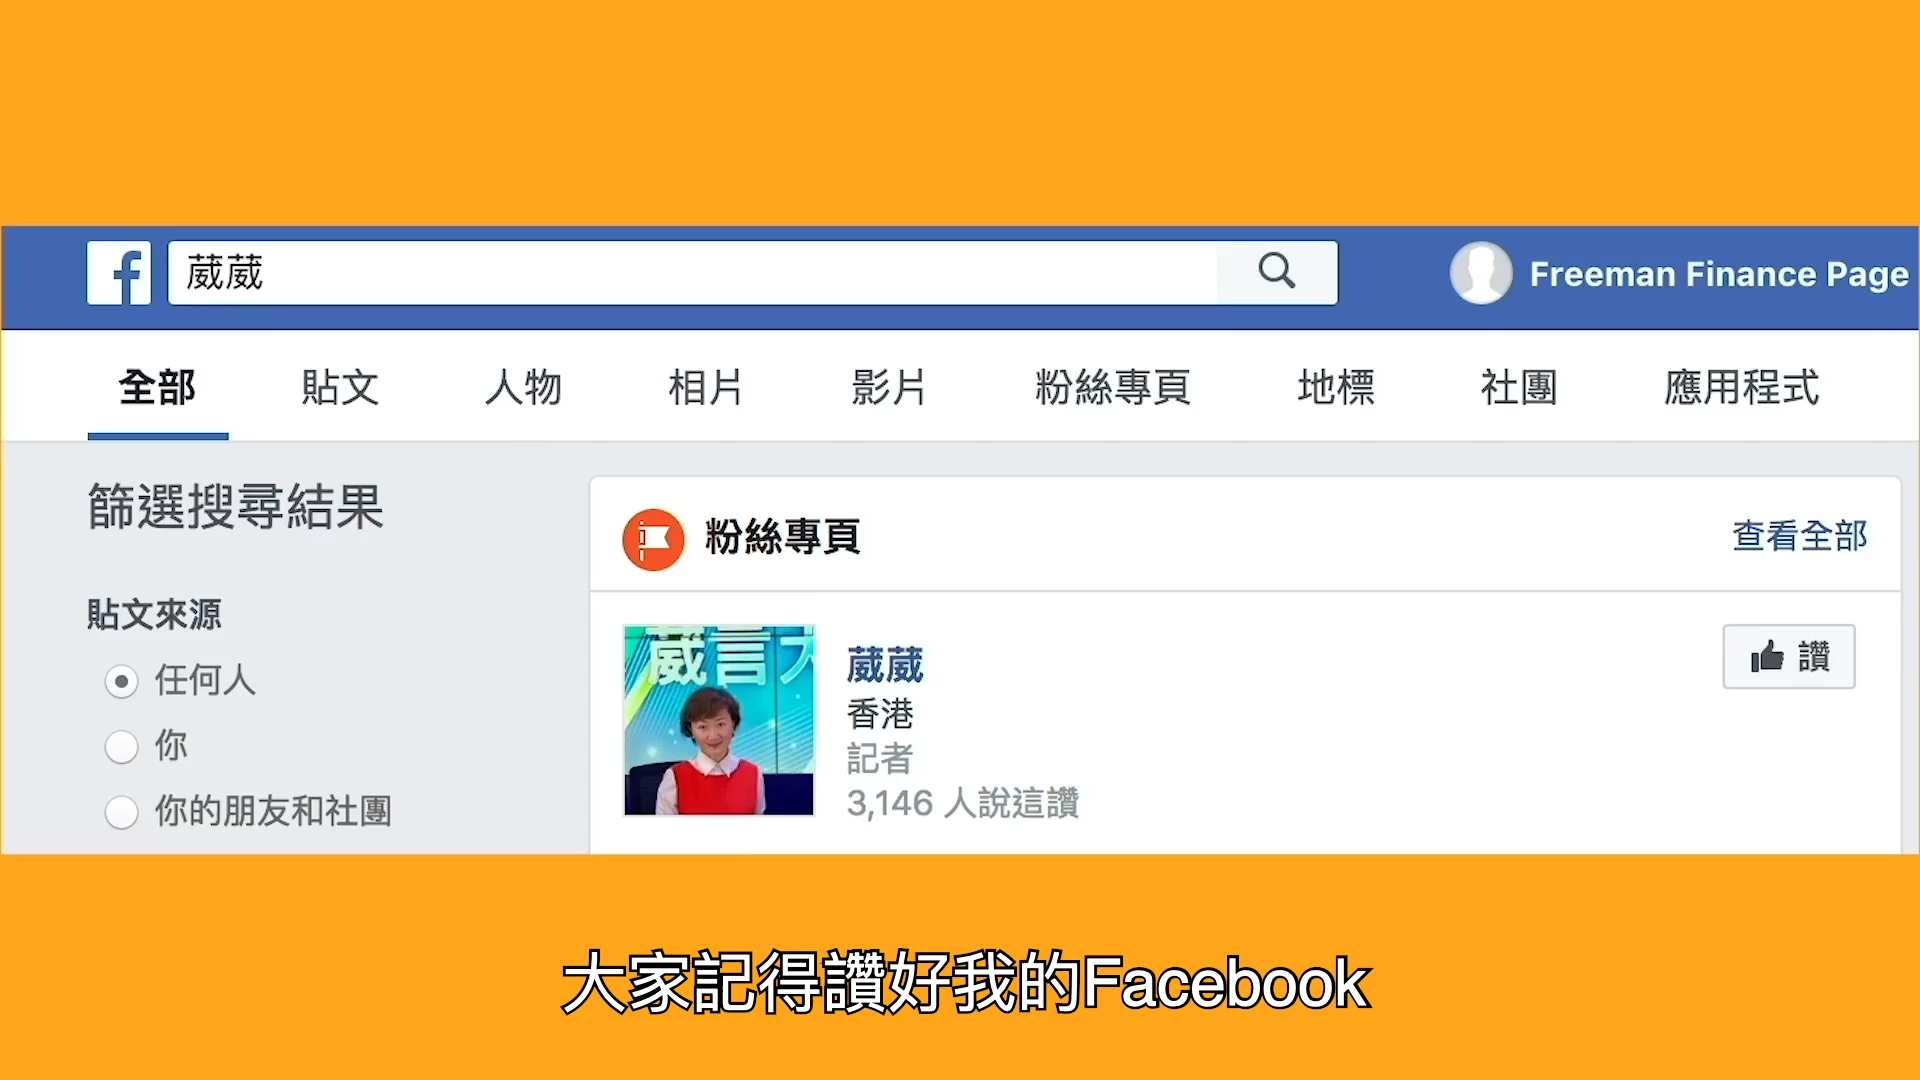 f
葳葳
Freeman Finance Page
全部 貼文 人物 相片 影片 粉絲專頁 地標 社團 應用程式
篩選搜尋結果
粉絲專頁
查看全部
貼文來源
任何人
你
你的朋友和社團
葳言大
葳葳
香港
記者
3,146 人說這讚
讚
大家記得讚好我的Facebook